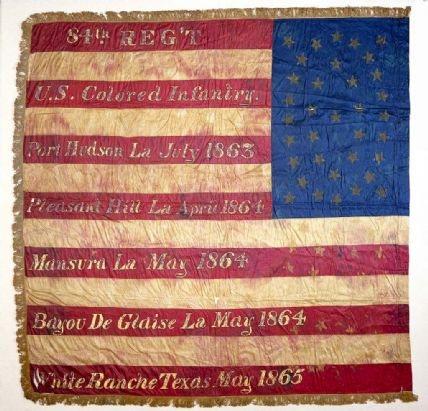 84th REG'T
U.S. Colored Infantry.
Port Hudson La July 1863
Pleasant Hill La April 1864
Mansura La May 1864
Bayou De Glaise La May 1864
White Ranche Texas May 1865